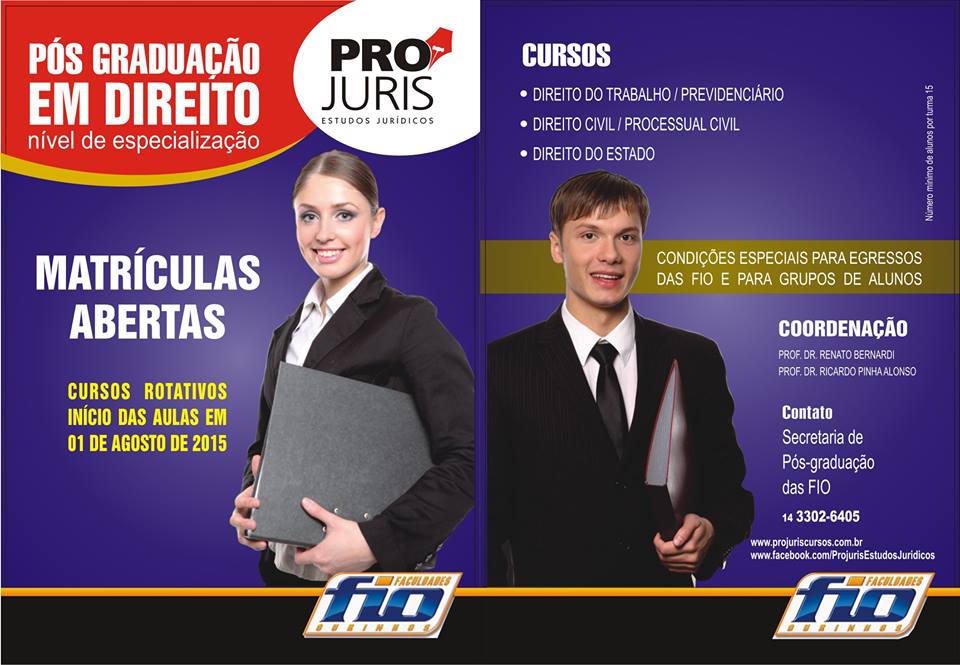 PÓS GRADUAÇÃO
EM DIREITO
nível de especialização
PRO
JURIS
ESTUDOS JURÍDICOS
MATRÍCULAS
ABERTAS
CURSOS ROTATIVOS
INÍCIO DAS AULAS EM
01 DE AGOSTO DE 2015
FACULDADES
fio
OURINHOS
CURSOS
• DIREITO DO TRABALHO / PREVIDENCIÁRIO
• DIREITO CIVIL / PROCESSUAL CIVIL
• DIREITO DO ESTADO
Número mínimo de alunos por turma 15
CONDIÇÕES ESPECIAIS PARA EGRESSOS
DAS FIO E PARA GRUPOS DE ALUNOS
COORDENAÇÃO
PROF. DR. RENATO BERNARDI
PROF. DR. RICARDO PINHA ALONSO
Contato
Secretaria de
Pós-graduação
das FIO
14 3302-6405
www.projuriscursos.com.br
www.facebook.com/ProjurisEstudosJuridicos
FACULDADES
fio
OURINHOS